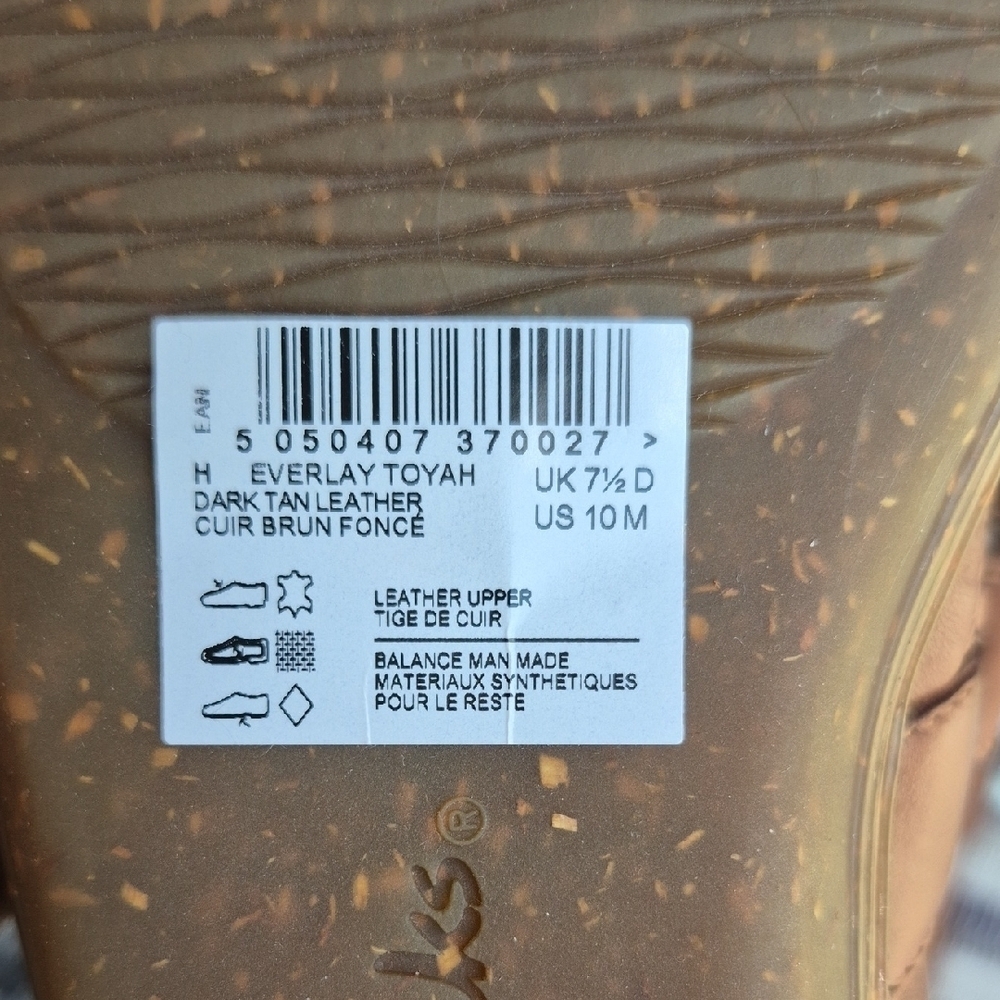 EAN
5 050407 370027 >
H EVERLAY TOYAH
DARK TAN LEATHER
CUIR BRUN FONCÉ
UK 7½ D
US 10 M
LEATHER UPPER
TIGE DE CUIR
BALANCE MAN MADE
MATERIAUX SYNTHETIQUES
POUR LE RESTE
ks®